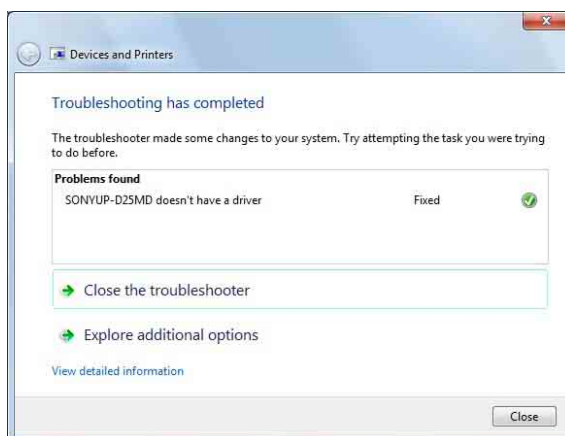 Devices and Printers
Troubleshooting has completed
The troubleshooter made some changes to your system. Try attempting the task you were trying
to do before.
Problems found
SONYUP-D25MD doesn't have a driver Fixed
Close the troubleshooter
Explore additional options
View detailed information
Close